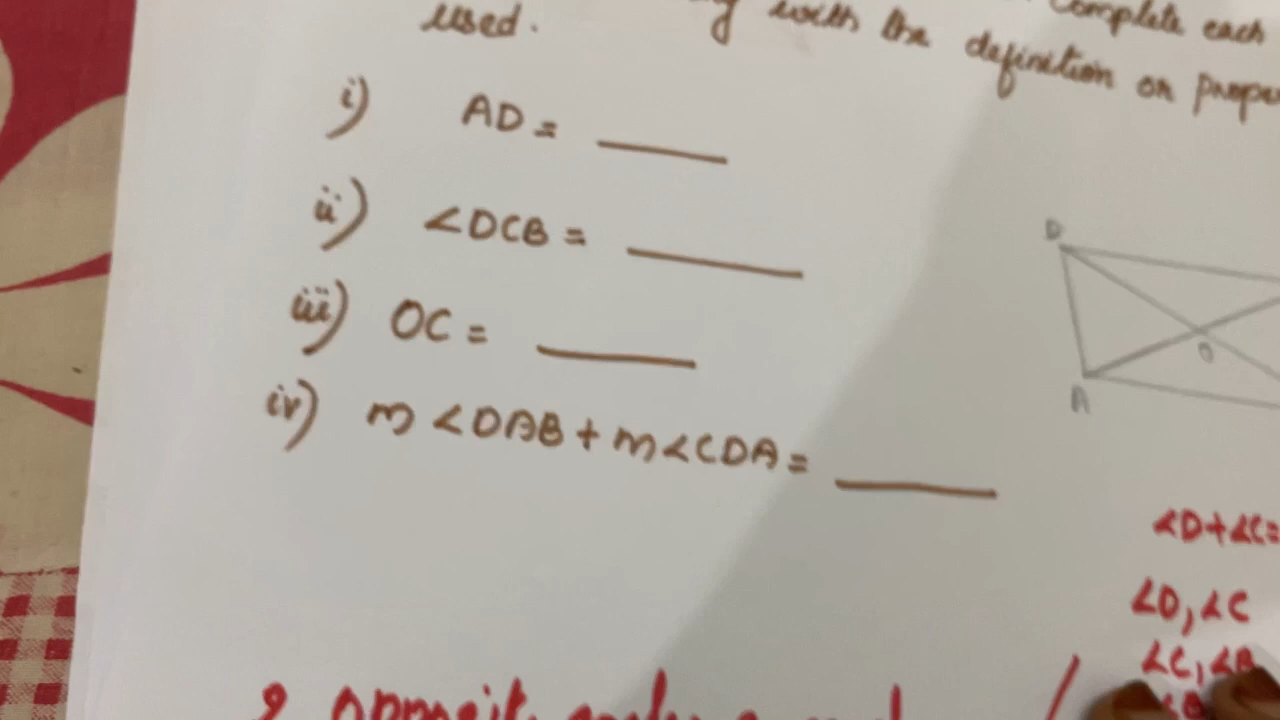 complete each
used. with the definition or prope
i) AD = ____
ii) ∠DCB = ____
iii) OC = ____
iv) m∠DAB + m∠CDA = ____
D
O
A
∠D+∠C=
∠D, ∠C
∠C, ∠B